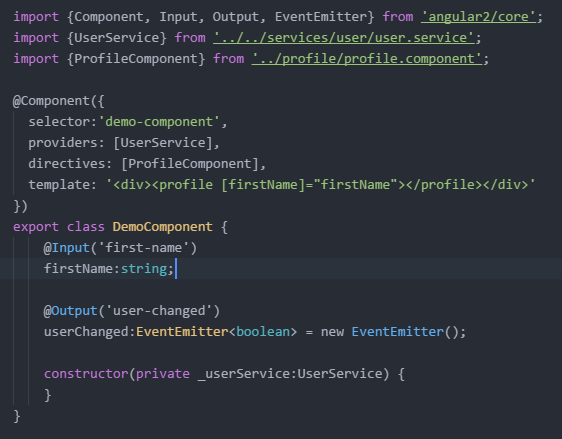 import {Component, Input, Output, EventEmitter} from 'angular2/core';
import {UserService} from '../../services/user/user.service';
import {ProfileComponent} from '../profile/profile.component';
@Component({
selector:'demo-component',
providers: [UserService],
directives: [ProfileComponent],
template: '<div><profile [firstName]="firstName"></profile></div>'
})
export class DemoComponent {
@Input('first-name')
firstName:string;
@Output('user-changed')
userChanged:EventEmitter<boolean> = new EventEmitter();
constructor(private _userService:UserService) {
}
}